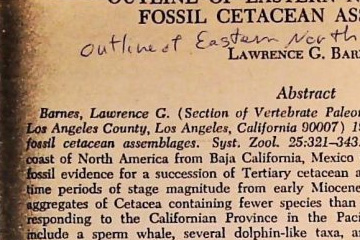 OUTLINE OF EASTERN N
FOSSIL CETACEAN ASS
Outline of Eastern North
LAWRENCE G. BAR
Abstract
Barnes, Lawrence G. (Section of Vertebrate Paleon
Los Angeles County, Los Angeles, California 90007) 19
fossil cetacean assemblages. Syst. Zool. 25:321-343.
coast of North America from Baja California, Mexico
fossil evidence for a succession of Tertiary cetacean a
time periods of stage magnitude from early Miocene
aggregates of Cetacea containing fewer species than
responding to the Californian Province in the Pacif
include a sperm whale, several dolphin-like taxa, a